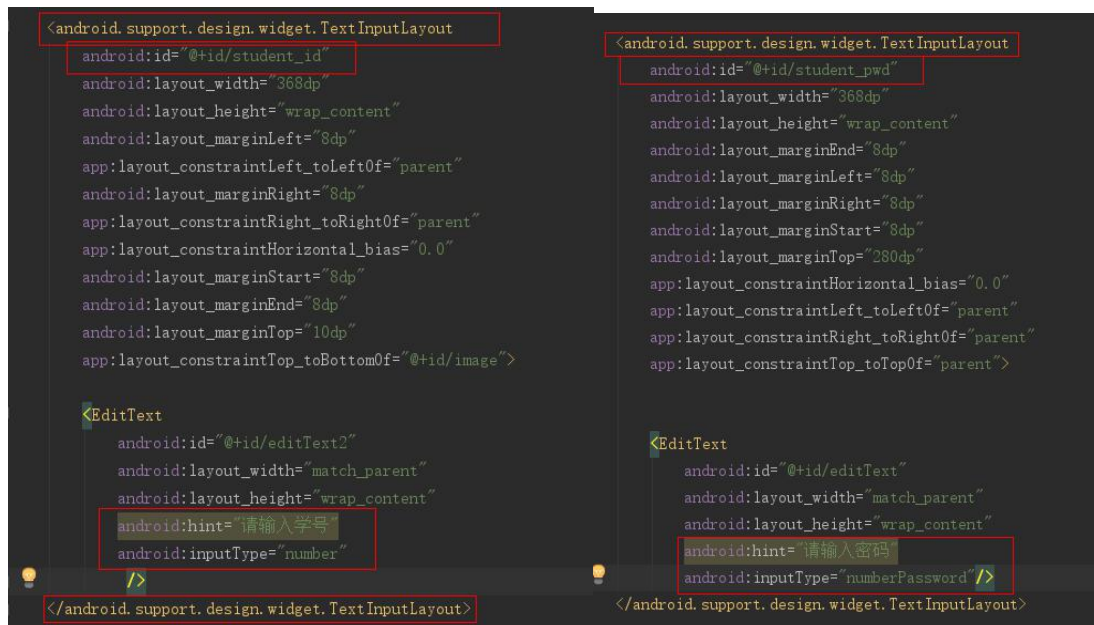 <android.support.design.widget.TextInputLayout
android:id="@+id/student_id"
android:layout_width="368dp"
android:layout_height="wrap_content"
android:layout_marginLeft="8dp"
app:layout_constraintLeft_toLeftOf="parent"
android:layout_marginRight="8dp"
app:layout_constraintRight_toRightOf="parent"
app:layout_constraintHorizontal_bias="0.0"
android:layout_marginStart="8dp"
android:layout_marginEnd="8dp"
android:layout_marginTop="10dp"
app:layout_constraintTop_toBottomOf="@+id/image">
<EditText
android:id="@+id/editText2"
android:layout_width="match_parent"
android:layout_height="wrap_content"
android:hint="请输入学号"
android:inputType="number"
/>
</android.support.design.widget.TextInputLayout>
<android.support.design.widget.TextInputLayout
android:id="@+id/student_pwd"
android:layout_width="368dp"
android:layout_height="wrap_content"
android:layout_marginEnd="8dp"
android:layout_marginLeft="8dp"
android:layout_marginRight="8dp"
android:layout_marginStart="8dp"
android:layout_marginTop="280dp"
app:layout_constraintHorizontal_bias="0.0"
app:layout_constraintLeft_toLeftOf="parent"
app:layout_constraintRight_toRightOf="parent"
app:layout_constraintTop_toTopOf="parent">
<EditText
android:id="@+id/editText"
android:layout_width="match_parent"
android:layout_height="wrap_content"
android:hint="请输入密码"
android:inputType="numberPassword"/>
</android.support.design.widget.TextInputLayout>